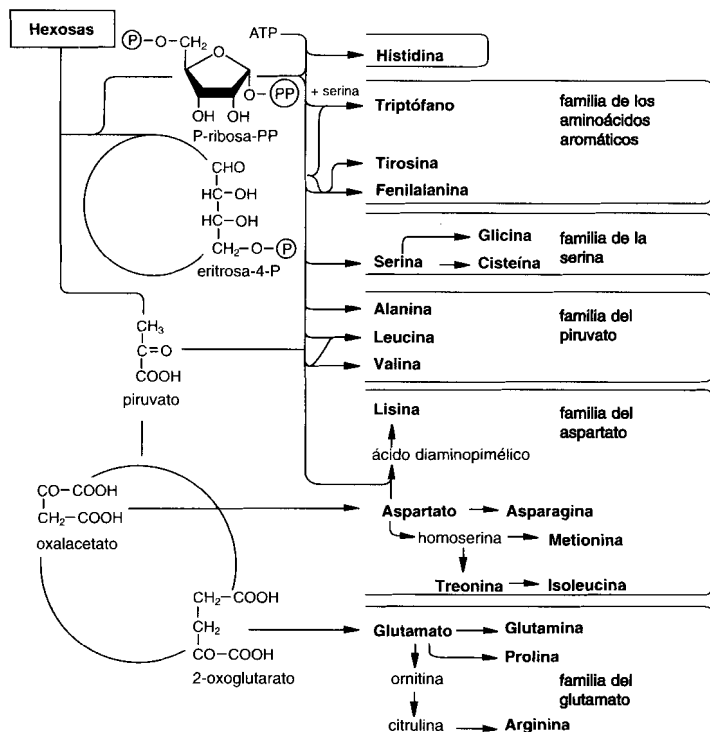 Hexosas
P—O—CH₂
O
O—PP
OH OH
P-ribosa-PP
ATP
Histidina
+ serina
Triptófano
familia de los
aminoácidos
aromáticos
Tirosina
Fenilalanina
CHO
HC—OH
HC—OH
CH₂—O—P
eritrosa-4-P
Glicina
Serina
Cisteína
familia de la
serina
Alanina
Leucina
Valina
familia del
piruvato
CH₃
C=O
COOH
piruvato
Lisina
familia del
aspartato
ácido diaminopimélico
CO—COOH
CH₂—COOH
oxalacetato
Aspartato
Asparagina
homoserina
Metionina
Treonina
Isoleucina
CH₂—COOH
CH₂
CO—COOH
2-oxoglutarato
Glutamato
Glutamina
Prolina
ornitina
familia del
glutamato
citrulina
Arginina